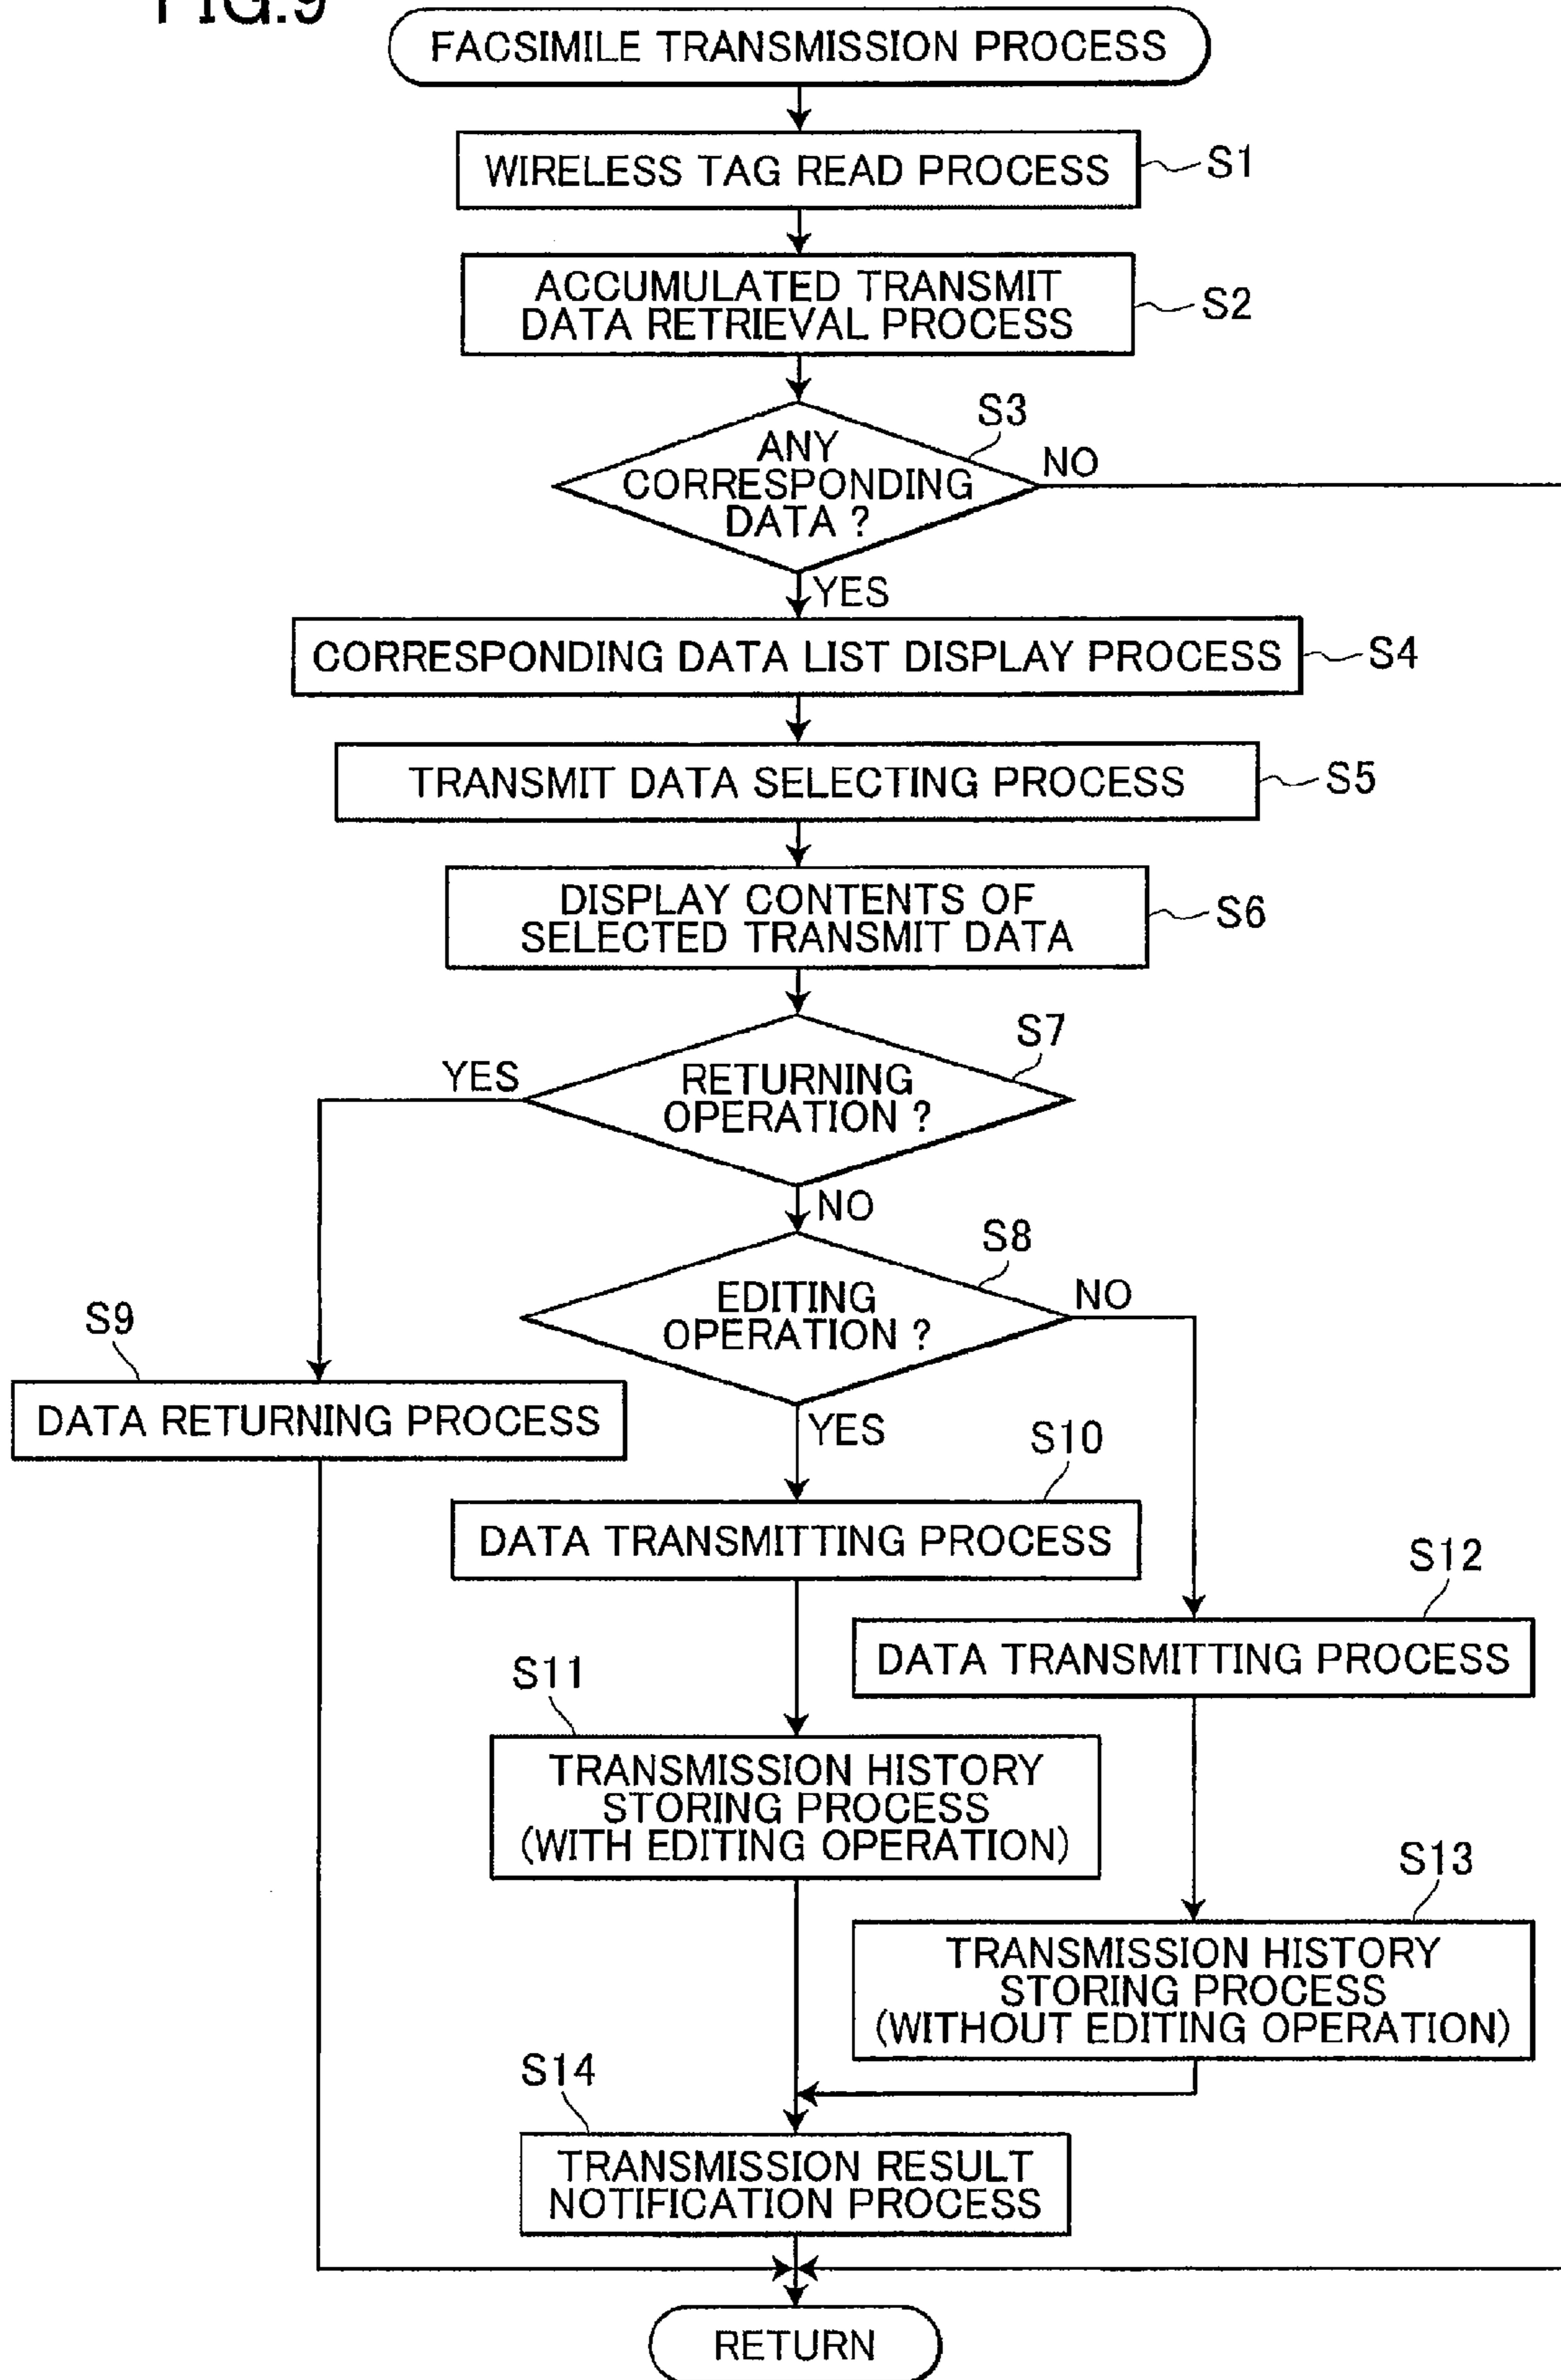 FIG.9
FACSIMILE TRANSMISSION PROCESS
WIRELESS TAG READ PROCESS
S1
ACCUMULATED TRANSMIT
DATA RETRIEVAL PROCESS
S2
S3
ANY
CORRESPONDING
DATA ?
NO
YES
CORRESPONDING DATA LIST DISPLAY PROCESS
S4
TRANSMIT DATA SELECTING PROCESS
S5
DISPLAY CONTENTS OF
SELECTED TRANSMIT DATA
S6
S7
YES
RETURNING
OPERATION ?
NO
S8
EDITING
OPERATION ?
NO
S9
DATA RETURNING PROCESS
YES
S10
DATA TRANSMITTING PROCESS
S12
DATA TRANSMITTING PROCESS
S11
TRANSMISSION HISTORY
STORING PROCESS
(WITH EDITING OPERATION)
S13
TRANSMISSION HISTORY
STORING PROCESS
(WITHOUT EDITING OPERATION)
S14
TRANSMISSION RESULT
NOTIFICATION PROCESS
RETURN